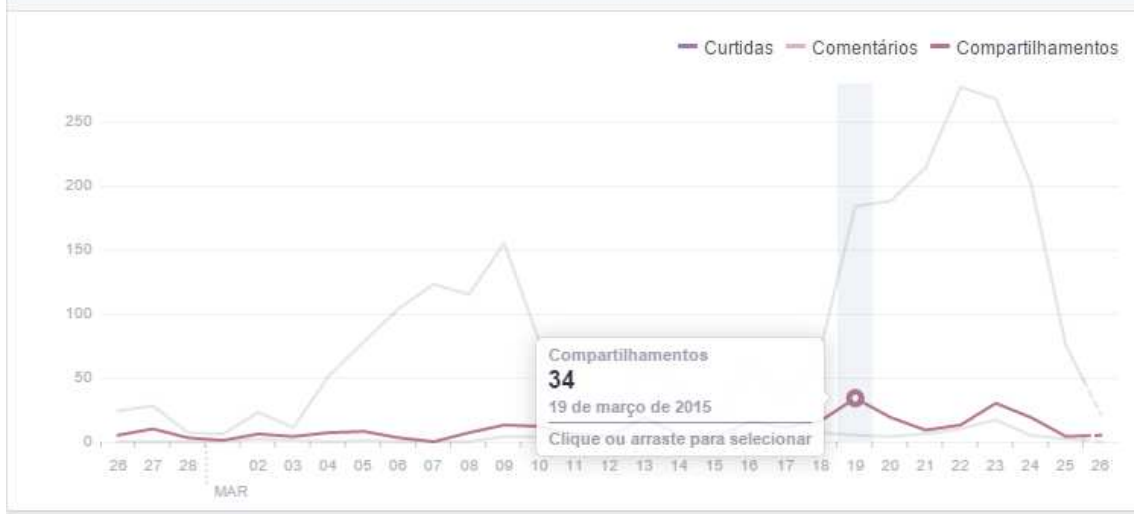 Curtidas Comentários Compartilhamentos
250
200
150
100
50
0
Compartilhamentos
34
19 de março de 2015
Clique ou arraste para selecionar
26 27 28 02 03 04 05 06 07 08 09 10 11 12 13 14 15 16 17 18 19 20 21 22 23 24 25 26
MAR